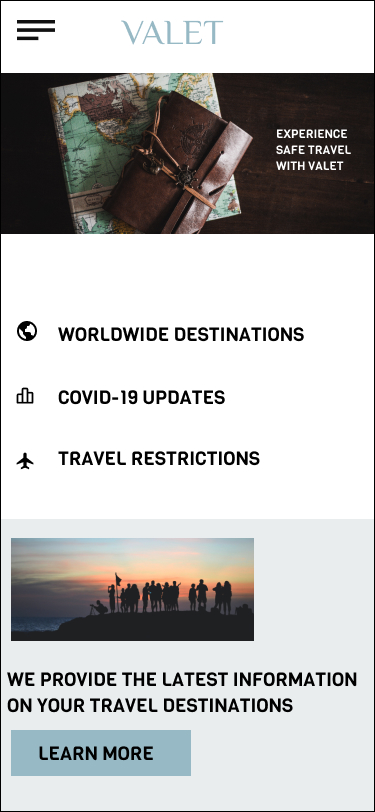 VALET
EXPERIENCE
SAFE TRAVEL
WITH VALET
WORLDWIDE DESTINATIONS
COVID-19 UPDATES
TRAVEL RESTRICTIONS
WE PROVIDE THE LATEST INFORMATION
ON YOUR TRAVEL DESTINATIONS
LEARN MORE